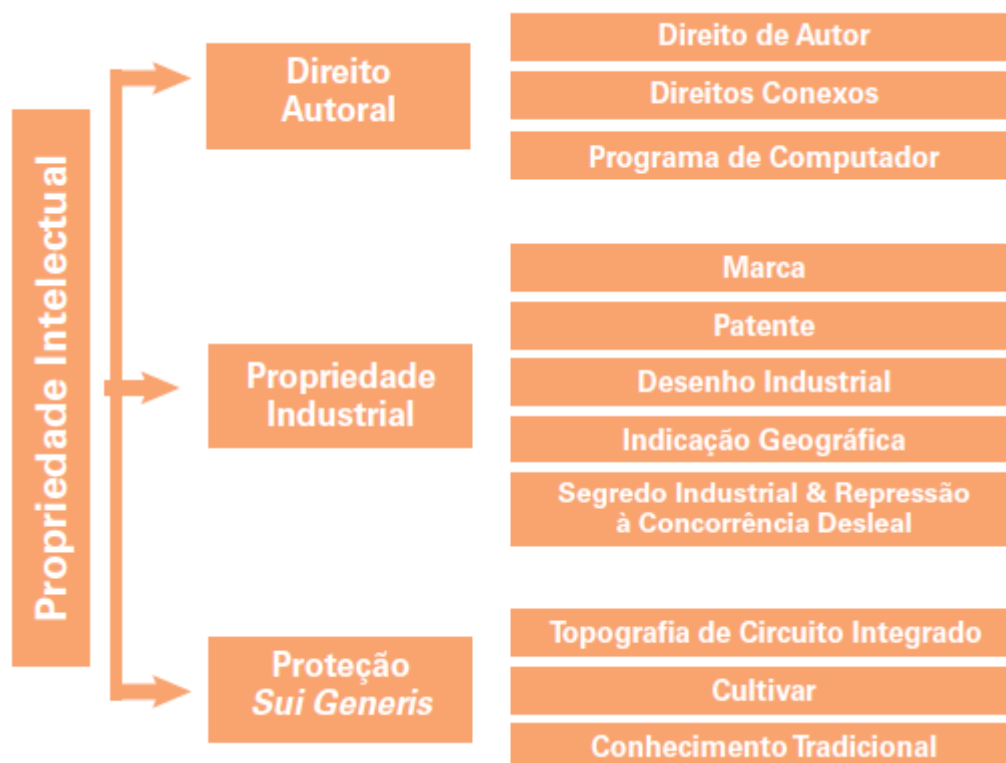 Propriedade Intelectual
Direito
Autoral
Direito de Autor
Direitos Conexos
Programa de Computador
Propriedade
Industrial
Marca
Patente
Desenho Industrial
Indicação Geográfica
Segredo Industrial & Repressão
à Concorrência Desleal
Proteção
Sui Generis
Topografia de Circuito Integrado
Cultivar
Conhecimento Tradicional